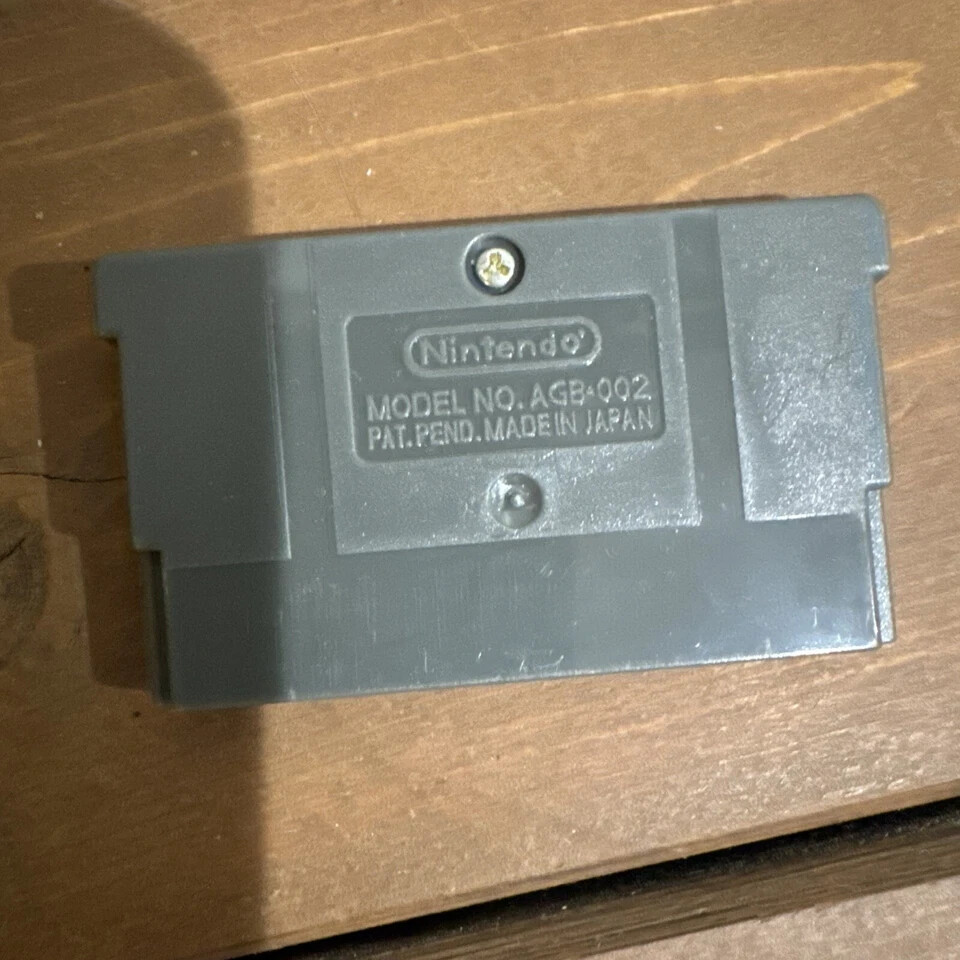 Nintendo
MODEL NO. AGB-002
PAT. PEND. MADE IN JAPAN